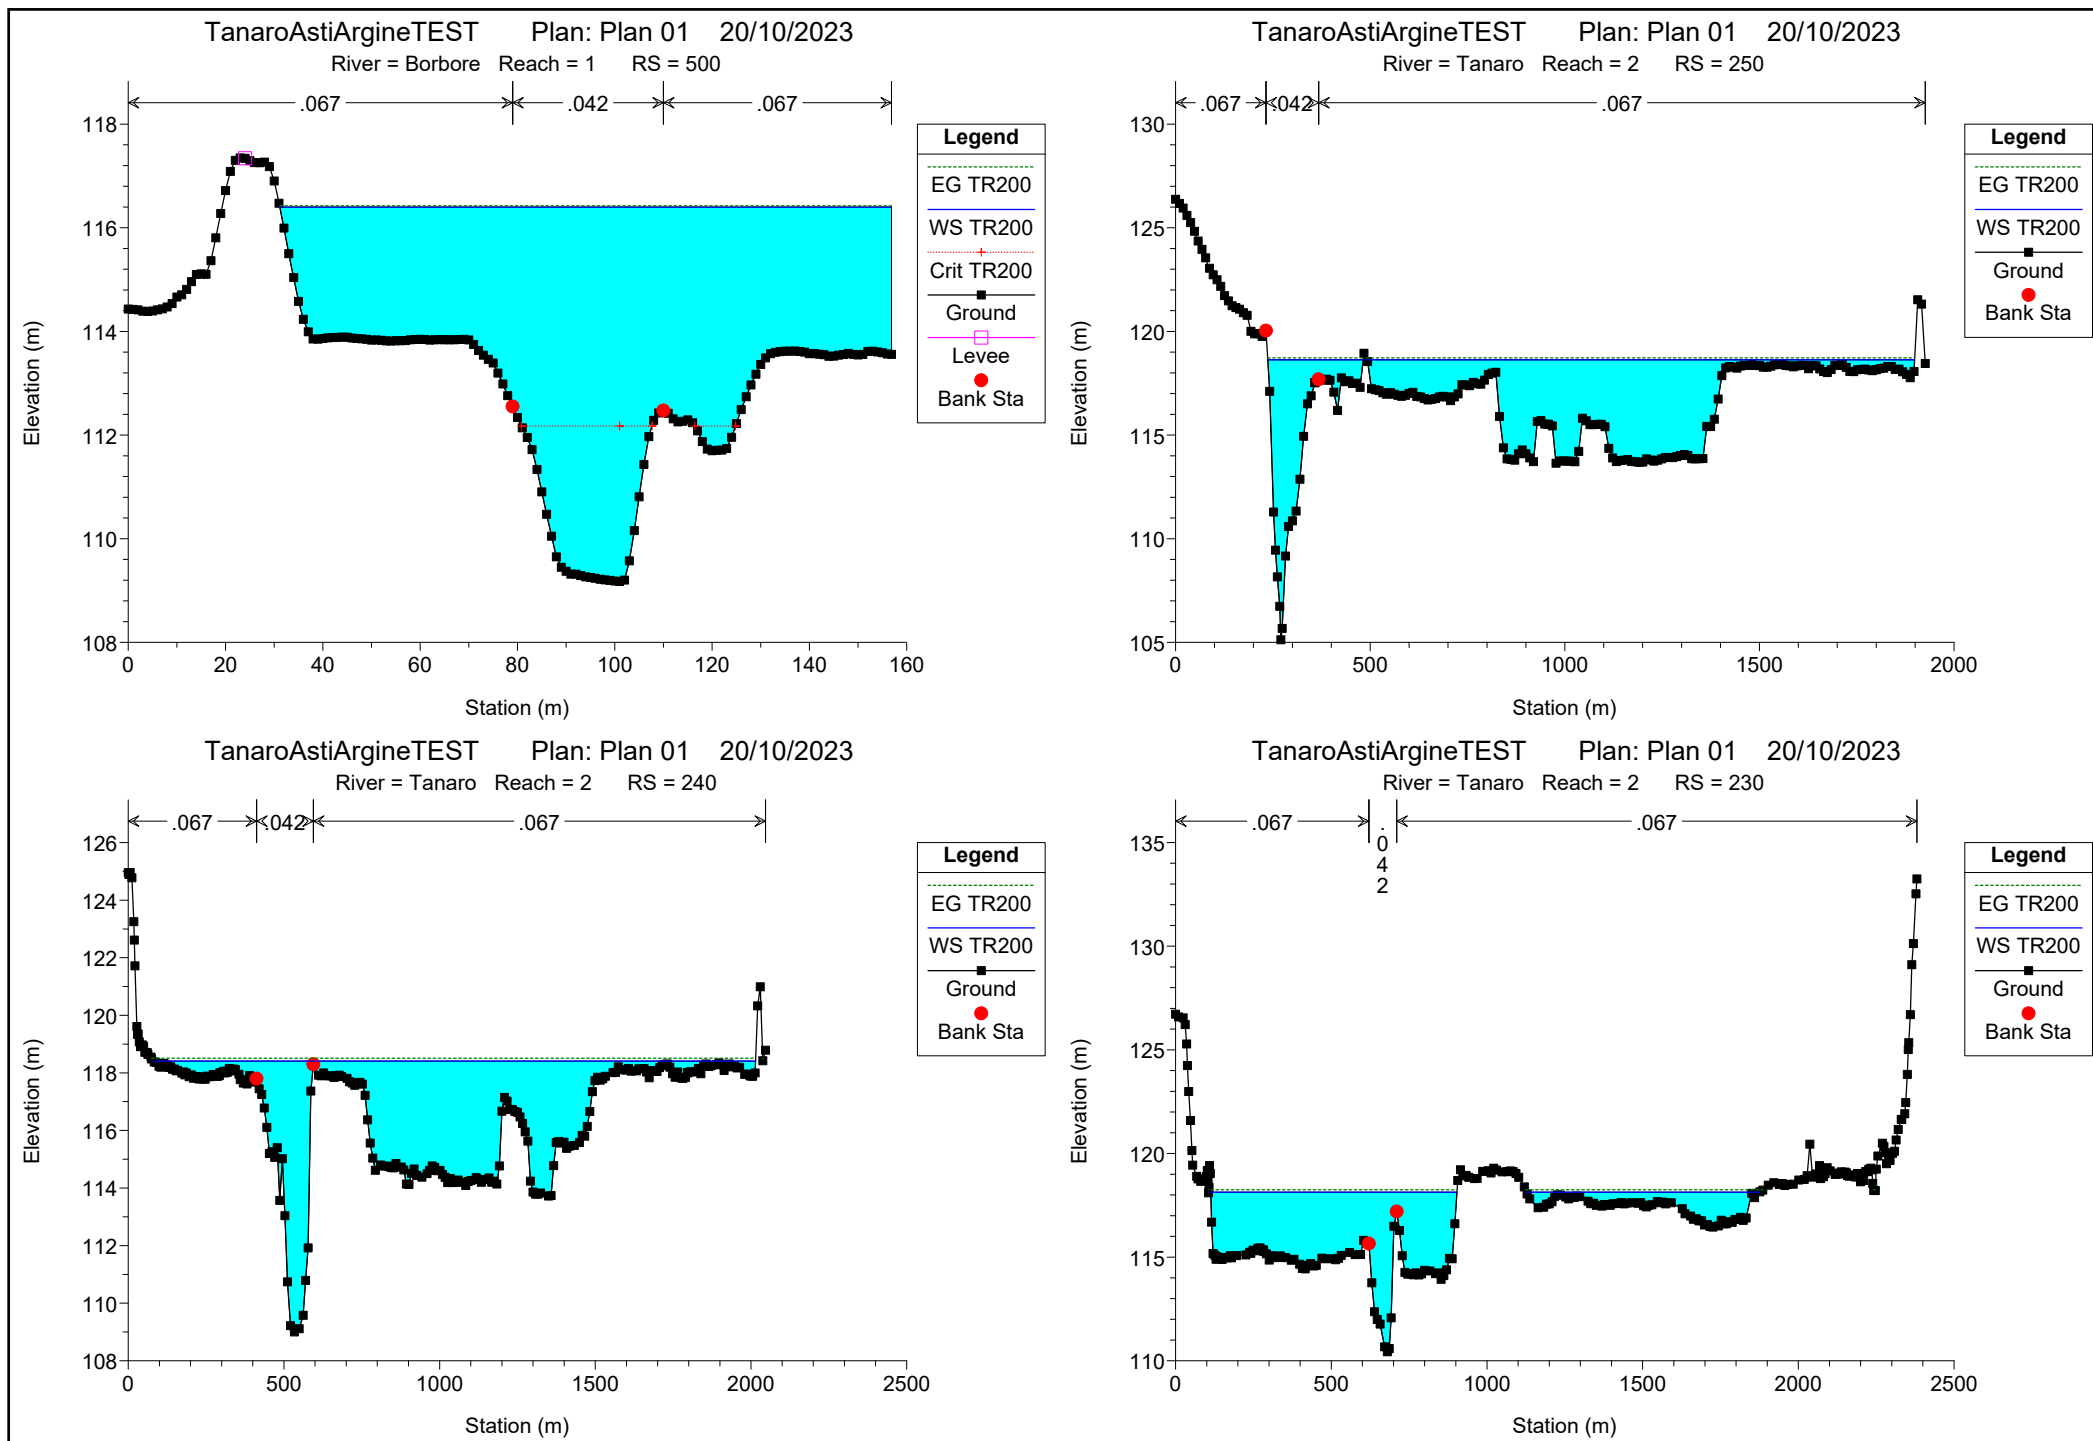 TanaroAstiArgineTEST Plan: Plan 01 20/10/2023
River = Borbore Reach = 1 RS = 500
.067 .042 .067
118
116
114
112
110
108
Elevation (m)
0 20 40 60 80 100 120 140 160
Station (m)
Legend
EG TR200
WS TR200
Crit TR200
Ground
Levee
Bank Sta
TanaroAstiArgineTEST Plan: Plan 01 20/10/2023
River = Tanaro Reach = 2 RS = 250
.067 .042 .067
130
125
120
115
110
105
Elevation (m)
0 500 1000 1500 2000
Station (m)
Legend
EG TR200
WS TR200
Ground
Bank Sta
TanaroAstiArgineTEST Plan: Plan 01 20/10/2023
River = Tanaro Reach = 2 RS = 240
.067 .042 .067
126
124
122
120
118
116
114
112
110
108
Elevation (m)
0 500 1000 1500 2000 2500
Station (m)
Legend
EG TR200
WS TR200
Ground
Bank Sta
TanaroAstiArgineTEST Plan: Plan 01 20/10/2023
River = Tanaro Reach = 2 RS = 230
.067 .042 .067
135
130
125
120
115
110
Elevation (m)
0 500 1000 1500 2000 2500
Station (m)
Legend
EG TR200
WS TR200
Ground
Bank Sta